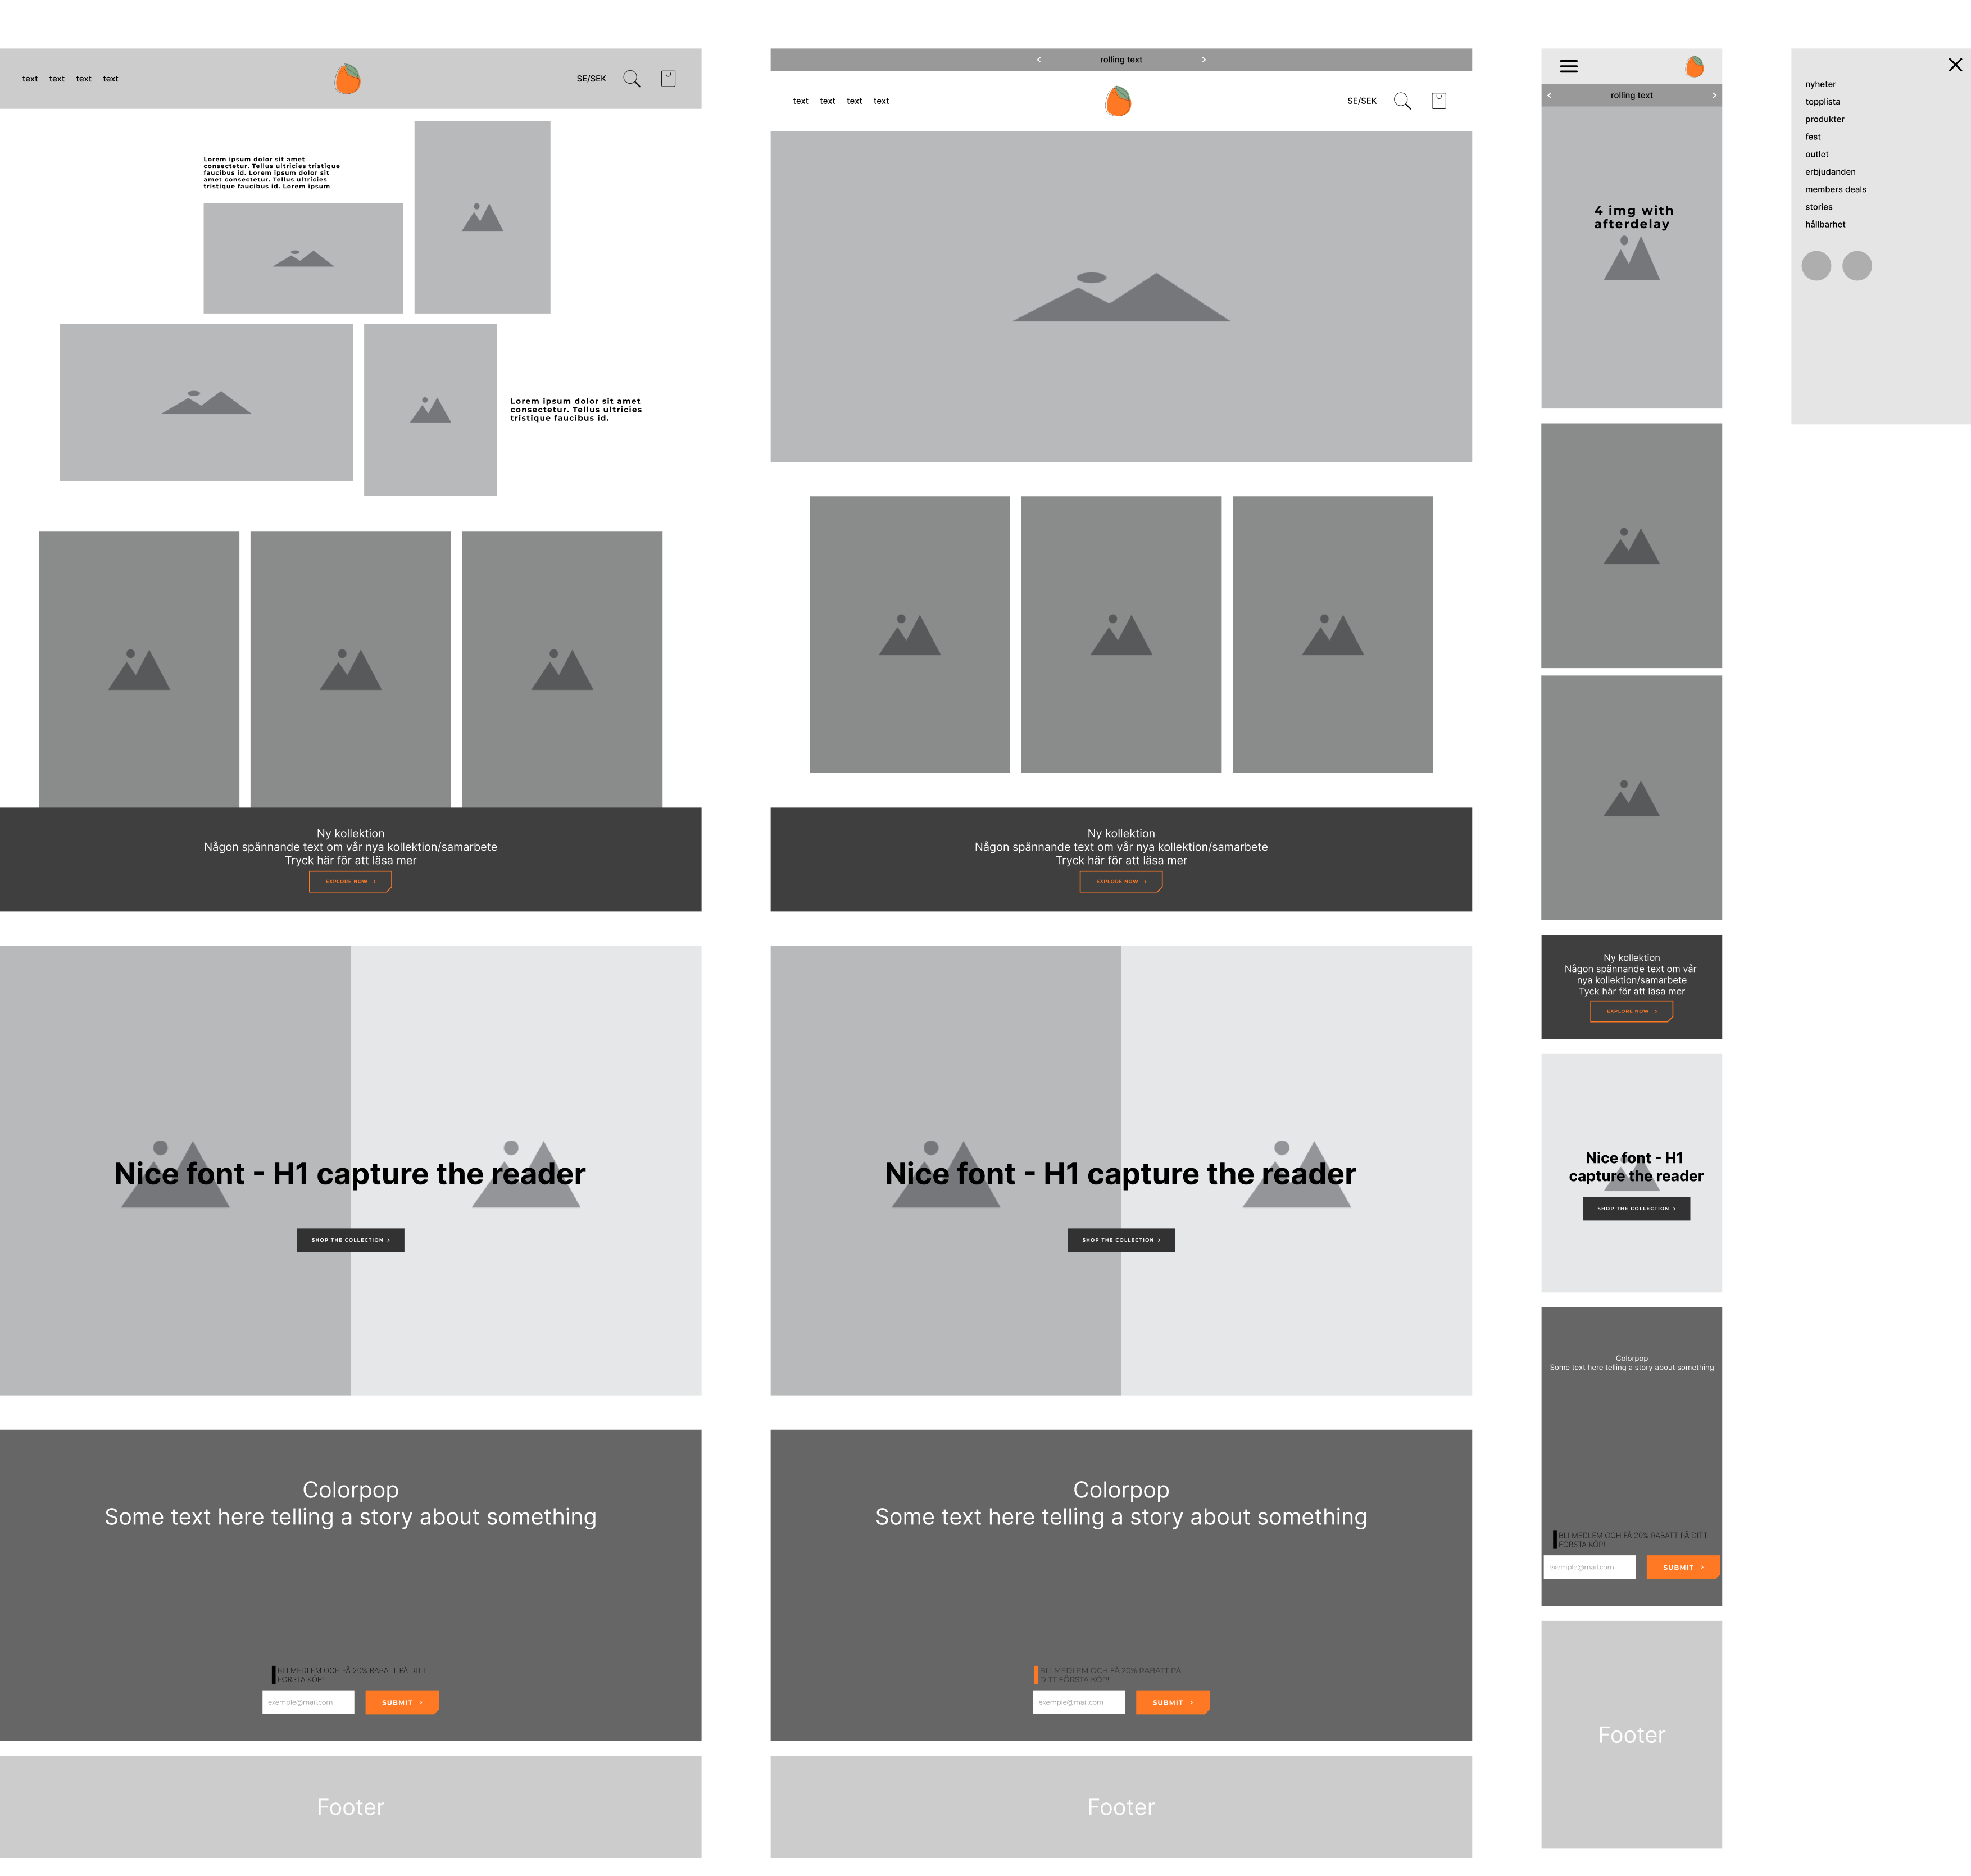 text text text text
SE/SEK
Lorem ipsum dolor sit amet
consectetur. Tellus ultricies tristique
faucibus id. Lorem ipsum dolor sit
amet consectetur. Tellus ultricies
tristique faucibus id. Lorem ipsum
Lorem ipsum dolor sit amet
consectetur. Tellus ultricies
tristique faucibus id.
Ny kollektion
Någon spännande text om vår nya kollektion/samarbete
Tryck här för att läsa mer
EXPLORE NOW >
Nice font - H1 capture the reader
SHOP THE COLLECTION >
Colorpop
Some text here telling a story about something
BLI MEDLEM OCH FÅ 20% RABATT PÅ DITT
FÖRSTA KÖP!
exemple@mail.com
SUBMIT >
Footer
< rolling text >
text text text text
SE/SEK
Ny kollektion
Någon spännande text om vår nya kollektion/samarbete
Tryck här för att läsa mer
EXPLORE NOW >
Nice font - H1 capture the reader
SHOP THE COLLECTION >
Colorpop
Some text here telling a story about something
BLI MEDLEM OCH FÅ 20% RABATT PÅ
DITT FÖRSTA KÖP!
exemple@mail.com
SUBMIT >
Footer
< rolling text >
4 img with
afterdelay
Ny kollektion
Någon spännande text om vår
nya kollektion/samarbete
Tyck här för att läsa mer
EXPLORE NOW >
Nice font - H1
capture the reader
SHOP THE COLLECTION >
Colorpop
Some text here telling a story about something
BLI MEDLEM OCH FÅ 20% RABATT PÅ DITT
FÖRSTA KÖP!
exemple@mail.com
SUBMIT >
Footer
nyheter
topplista
produkter
fest
outlet
erbjudanden
members deals
stories
hållbarhet